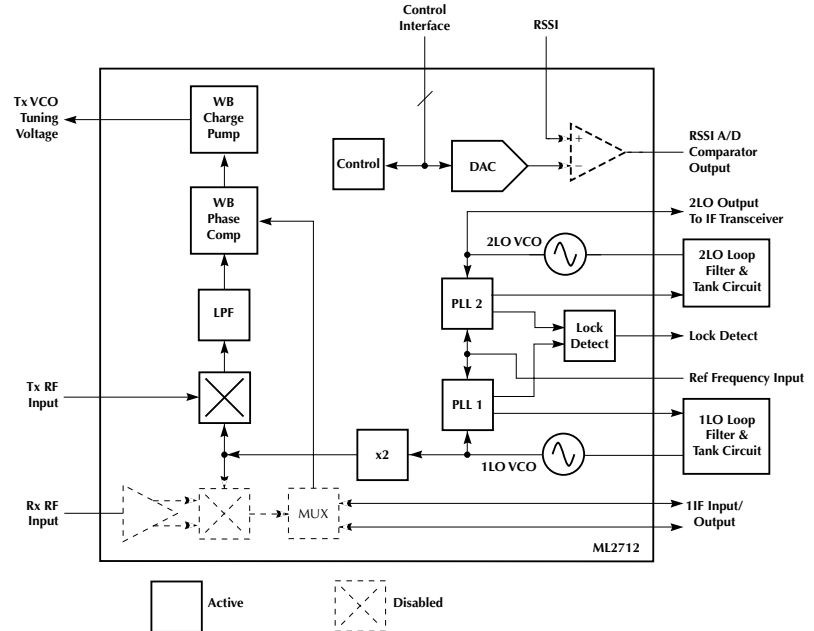 Control
Interface
RSSI
Tx VCO
Tuning
Voltage
WB
Charge
Pump
Control
DAC
+
–
RSSI A/D
Comparator
Output
WB
Phase
Comp
2LO Output
To IF Transceiver
2LO VCO
2LO Loop
Filter &
Tank Circuit
PLL 2
LPF
Lock
Detect
Lock Detect
Ref Frequency Input
Tx RF
Input
PLL 1
1LO Loop
Filter &
Tank Circuit
x2
1LO VCO
Rx RF
Input
MUX
1IF Input/
Output
ML2712
Active
Disabled